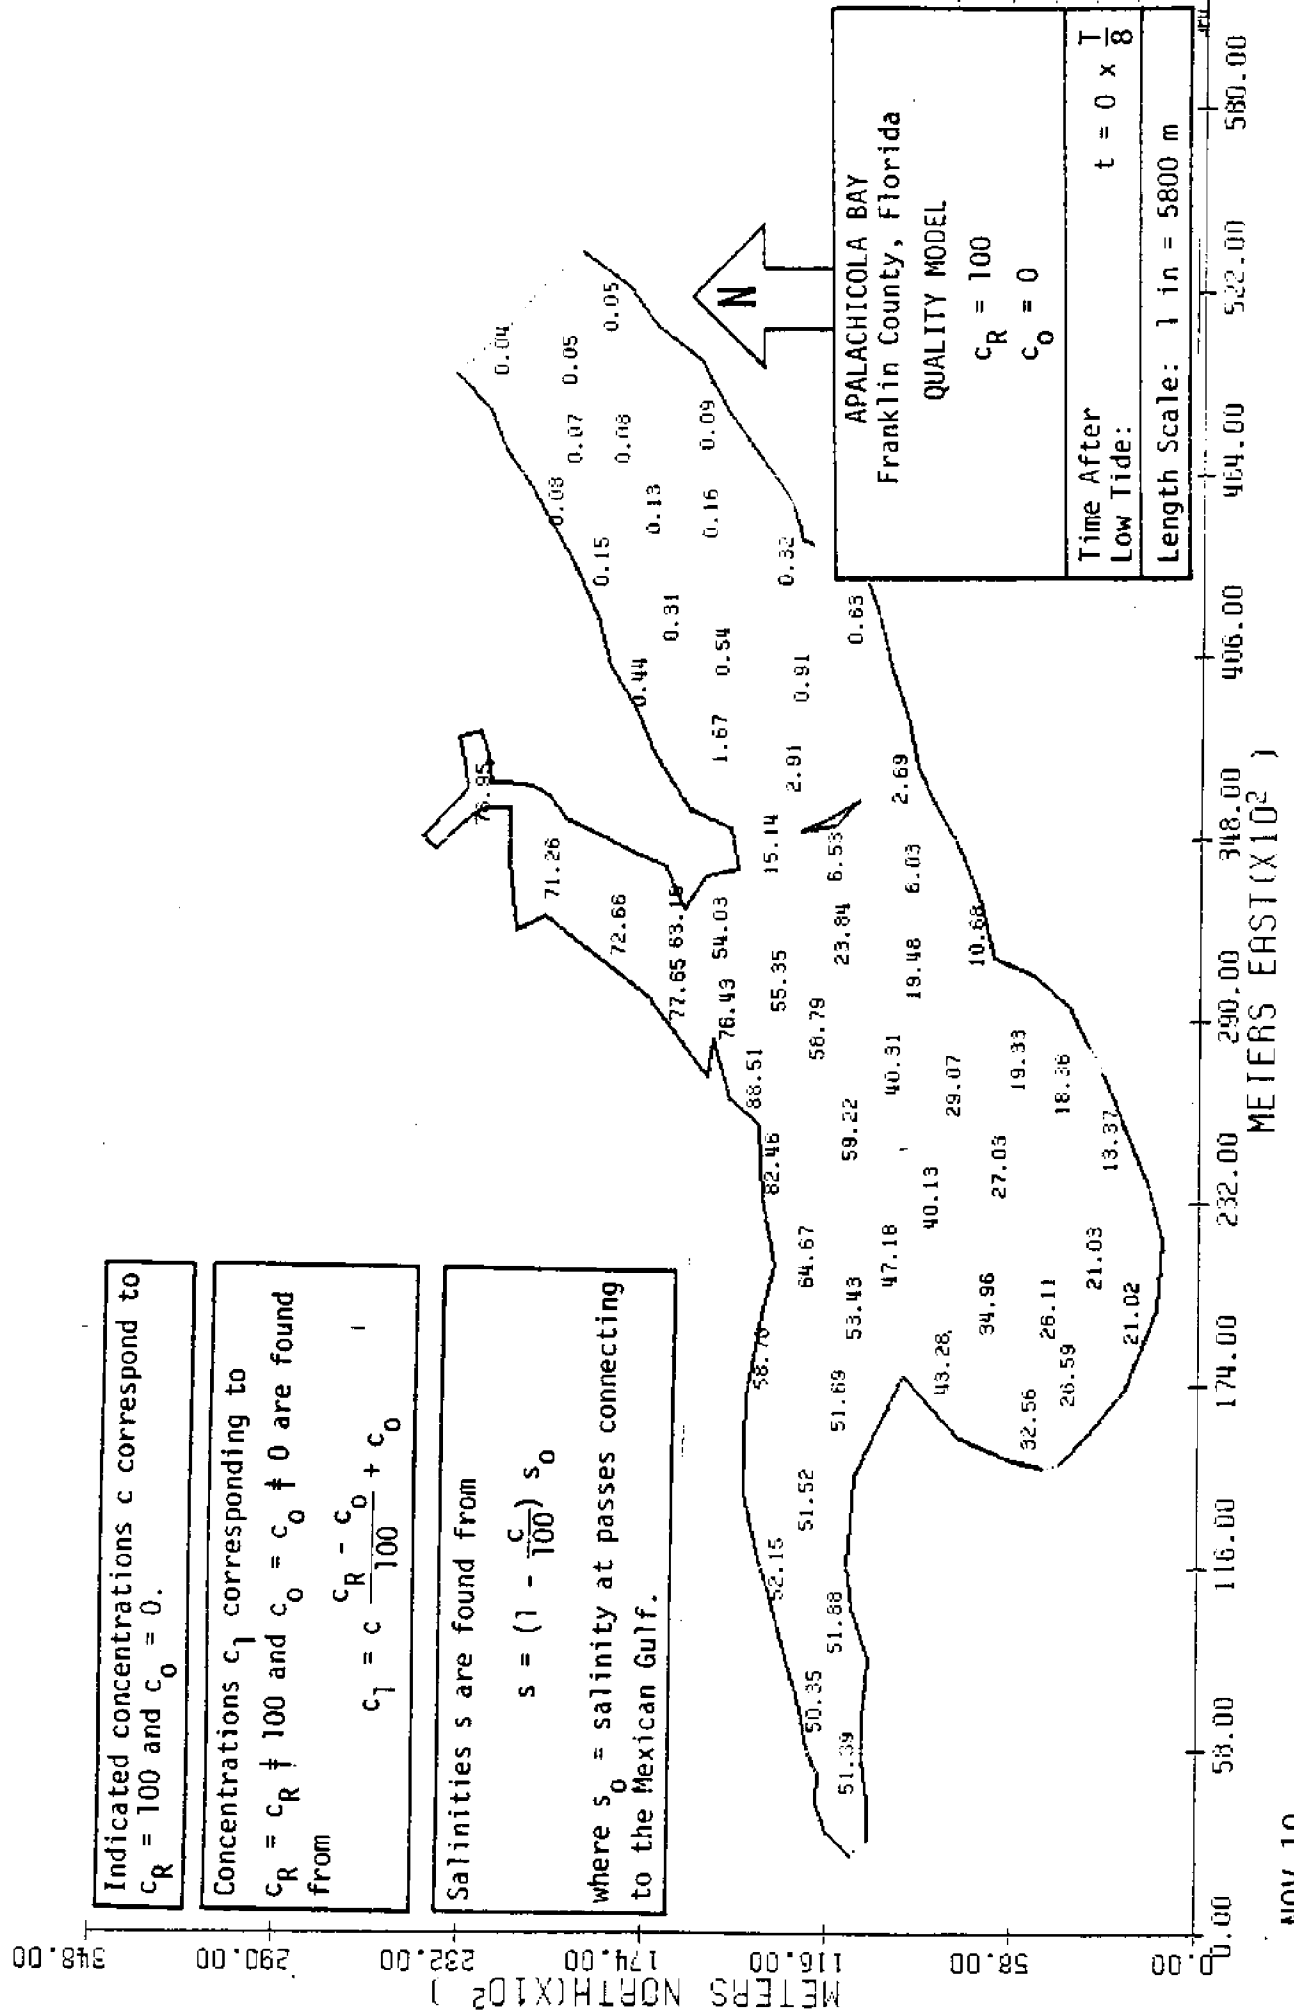 Indicated concentrations c correspond to
c_R = 100 and c_o = 0.
Concentrations c_1 corresponding to
c_R = c_R ≠ 100 and c_o = c_o ≠ 0 are found
from
c_1 = c (c_R - c_o)/100 + c_o
Salinities s are found from
s = (1 - c/100) s_o
where s_o = salinity at passes connecting
to the Mexican Gulf.
METERS NORTH(X10²)
348.00
290.00
232.00
174.00
116.00
58.00
0.00
0.04
0.05
0.05
0.07
0.08
0.09
0.13
0.16
0.15
0.32
0.31
0.54
0.63
0.44
0.91
1.67
2.91
2.69
71.26
15.14
6.03
72.66
54.03
23.84
77.65
76.43
55.35
19.48
10.68
58.79
88.51
40.31
29.07
19.33
18.36
82.46
59.22
13.37
40.13
27.03
64.67
47.18
21.03
53.43
34.96
26.11
21.02
43.28
51.69
26.59
32.56
51.52
52.15
51.88
50.35
51.39
N
APALACHICOLA BAY
Franklin County, Florida
QUALITY MODEL
c_R = 100
c_o = 0
Time After
Low Tide: t = 0 x T/8
Length Scale: 1 in = 5800 m
0.00 58.00 116.00 174.00 232.00 290.00 348.00 406.00 464.00 522.00 580.00
METERS EAST(X10²)
NOV 10